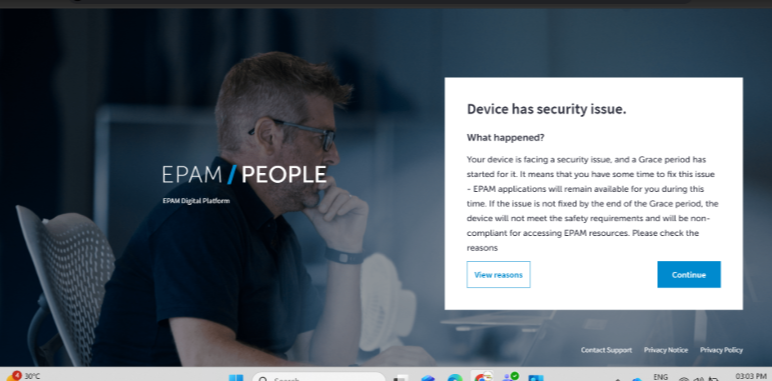 Device has security issue.
What happened?
Your device is facing a security issue, and a Grace period has
started for it. It means that you have some time to fix this issue
- EPAM applications will remain available for you during this
time. If the issue is not fixed by the end of the Grace period, the
device will not meet the safety requirements and will be non-
compliant for accessing EPAM resources. Please check the
reasons
EPAM / PEOPLE
EPAM Digital Platform
View reasons
Continue
Contact Support Privacy Notice Privacy Policy
4
30°C
Search
ENG
03:03 PM